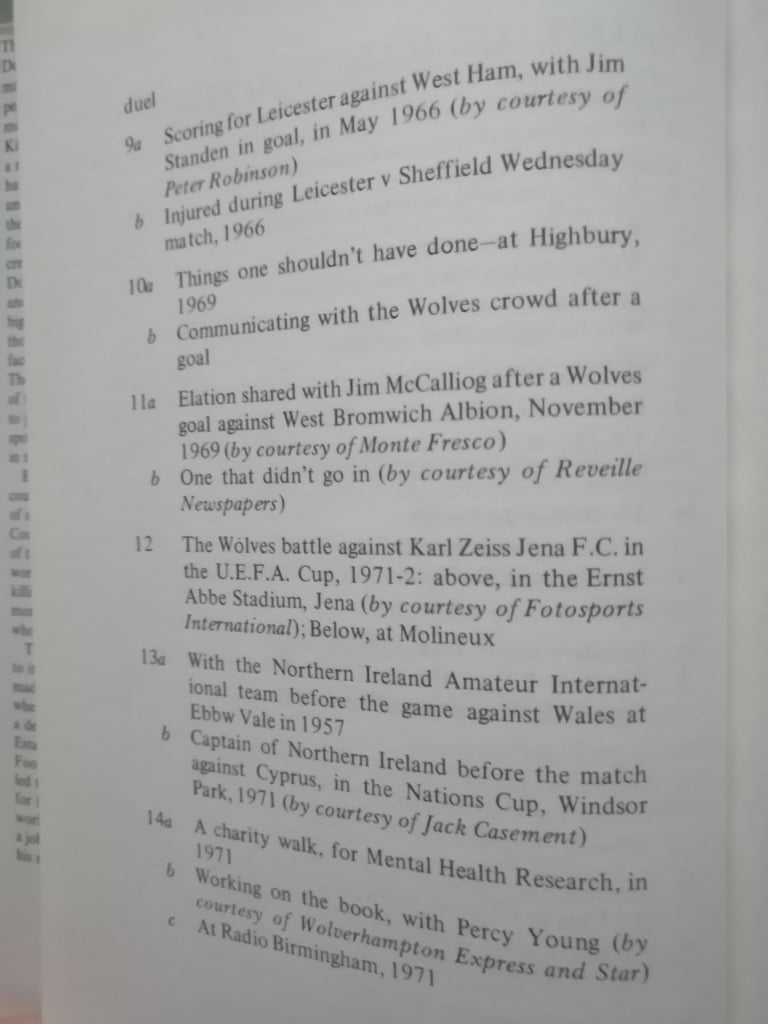 duel
9a Scoring for Leicester against West Ham, with Jim
Standen in goal, in May 1966 (by courtesy of
Peter Robinson)
b Injured during Leicester v Sheffield Wednesday
match, 1966
10a Things one shouldn't have done—at Highbury,
1969
b Communicating with the Wolves crowd after a
goal
11a Elation shared with Jim McCalliog after a Wolves
goal against West Bromwich Albion, November
1969 (by courtesy of Monte Fresco)
b One that didn't go in (by courtesy of Reveille
Newspapers)
12 The Wolves battle against Karl Zeiss Jena F.C. in
the U.E.F.A. Cup, 1971-2: above, in the Ernst
Abbe Stadium, Jena (by courtesy of Fotosports
International); Below, at Molineux
13a With the Northern Ireland Amateur Internat-
ional team before the game against Wales at
Ebbw Vale in 1957
b Captain of Northern Ireland before the match
against Cyprus, in the Nations Cup, Windsor
Park, 1971 (by courtesy of Jack Casement)
14a A charity walk, for Mental Health Research, in
1971
b Working on the book, with Percy Young (by
courtesy of Wolverhampton Express and Star)
c At Radio Birmingham, 1971